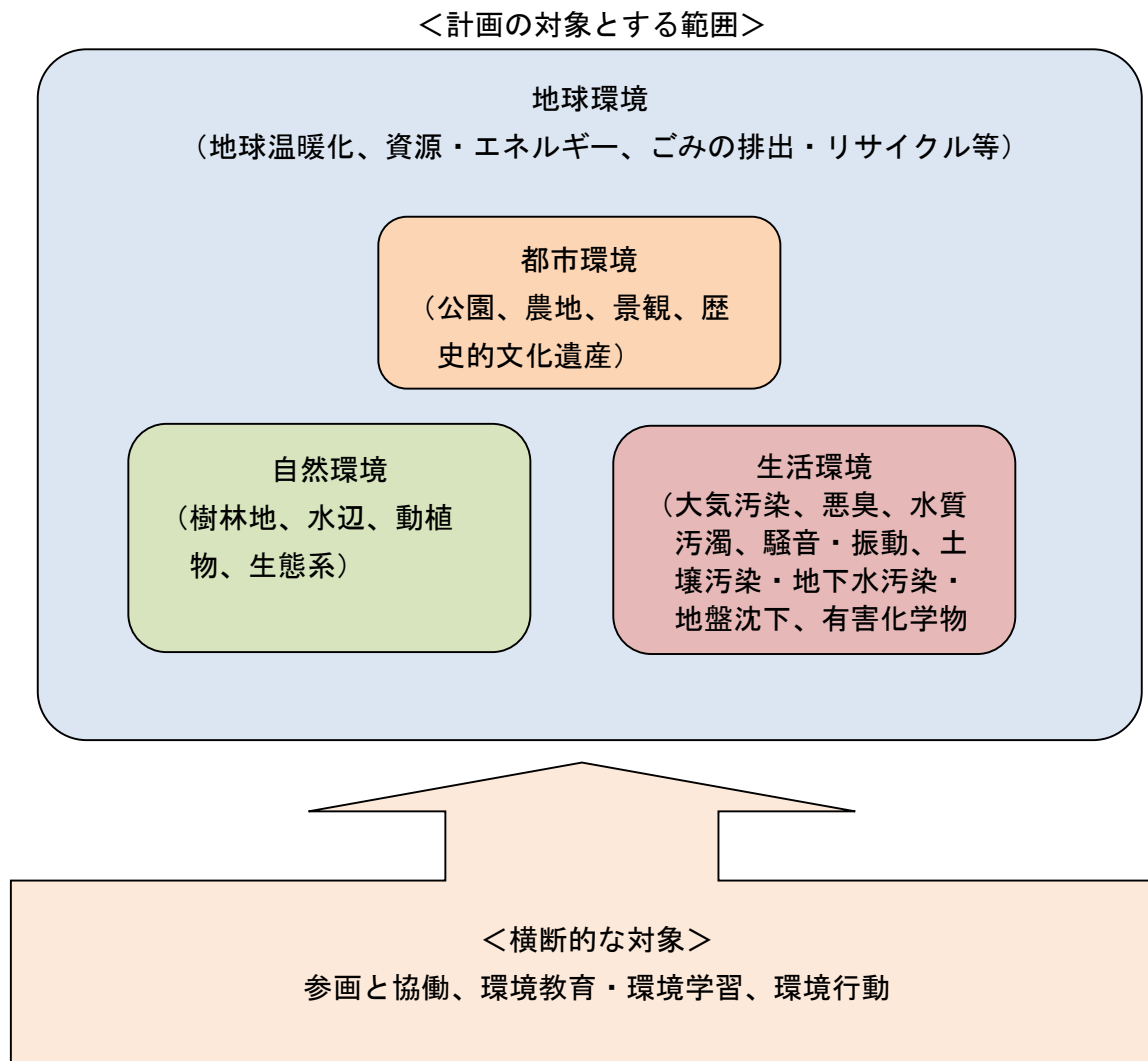 ＜計画の対象とする範囲＞
地球環境
（地球温暖化、資源・エネルギー、ごみの排出・リサイクル等）
都市環境
（公園、農地、景観、歴
史的文化遺産）
自然環境
（樹林地、水辺、動植
物、生態系）
生活環境
（大気汚染、悪臭、水質
汚濁、騒音・振動、土
壌汚染・地下水汚染・
地盤沈下、有害化学物
＜横断的な対象＞
参画と協働、環境教育・環境学習、環境行動